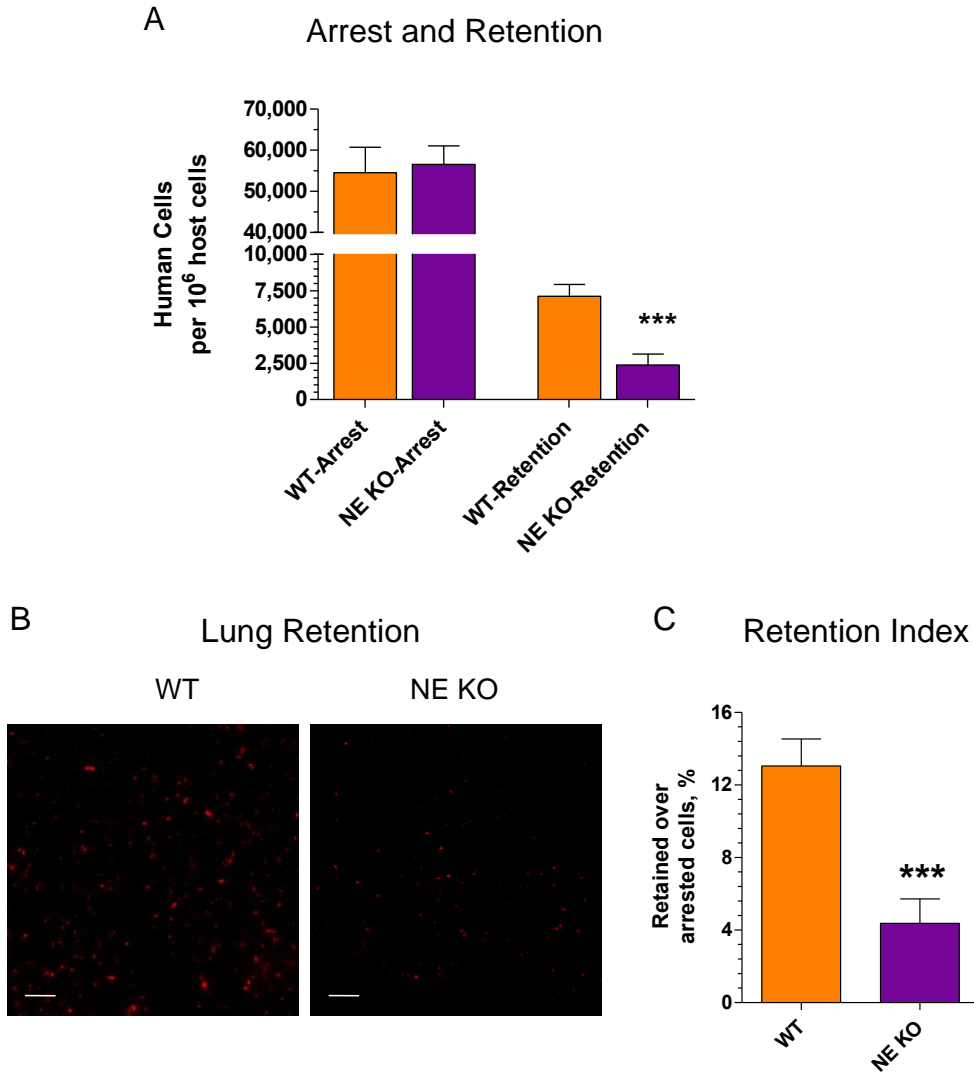 A
Arrest and Retention
Human Cells
per 10⁶ host cells
70,000
60,000
50,000
40,000
10,000
7,500
5,000
2,500
0
***
WT-Arrest
NE KO-Arrest
WT-Retention
NE KO-Retention
B
Lung Retention
WT
NE KO
C
Retention Index
Retained over
arrested cells, %
16
12
8
4
0
***
WT
NE KO